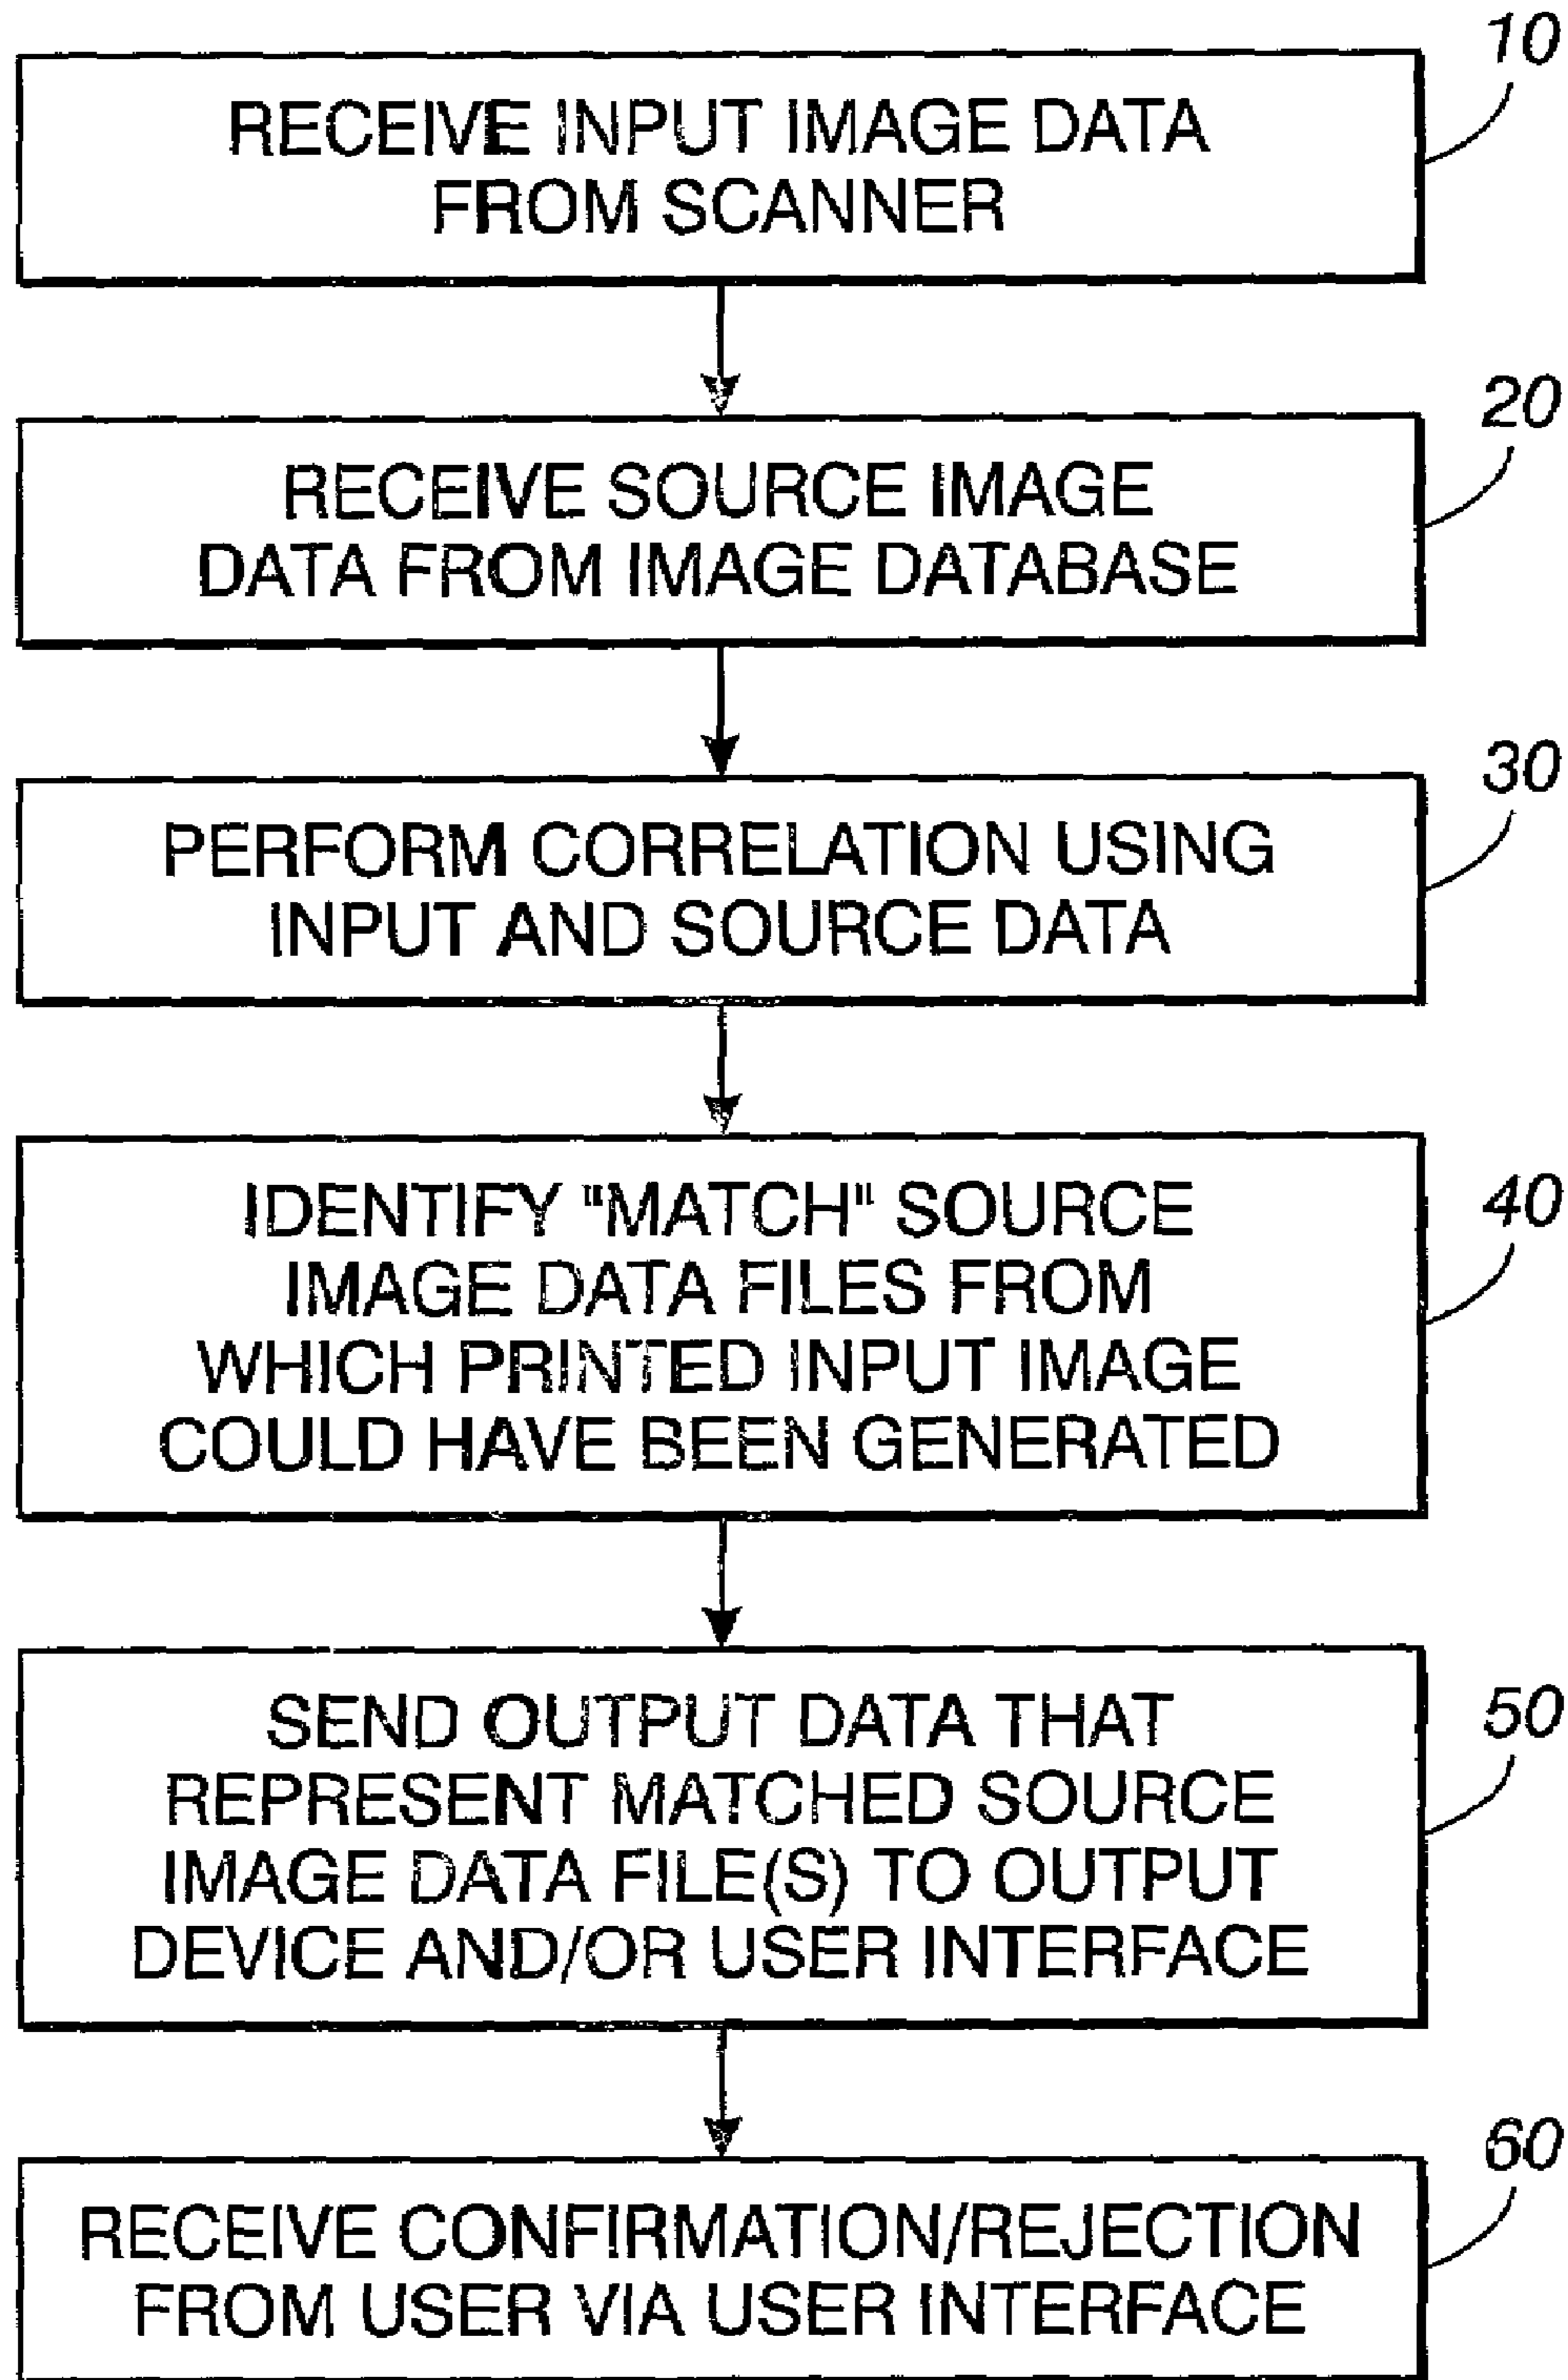 10
RECEIVE INPUT IMAGE DATA
FROM SCANNER
20
RECEIVE SOURCE IMAGE
DATA FROM IMAGE DATABASE
30
PERFORM CORRELATION USING
INPUT AND SOURCE DATA
40
IDENTIFY "MATCH" SOURCE
IMAGE DATA FILES FROM
WHICH PRINTED INPUT IMAGE
COULD HAVE BEEN GENERATED
50
SEND OUTPUT DATA THAT
REPRESENT MATCHED SOURCE
IMAGE DATA FILE(S) TO OUTPUT
DEVICE AND/OR USER INTERFACE
60
RECEIVE CONFIRMATION/REJECTION
FROM USER VIA USER INTERFACE